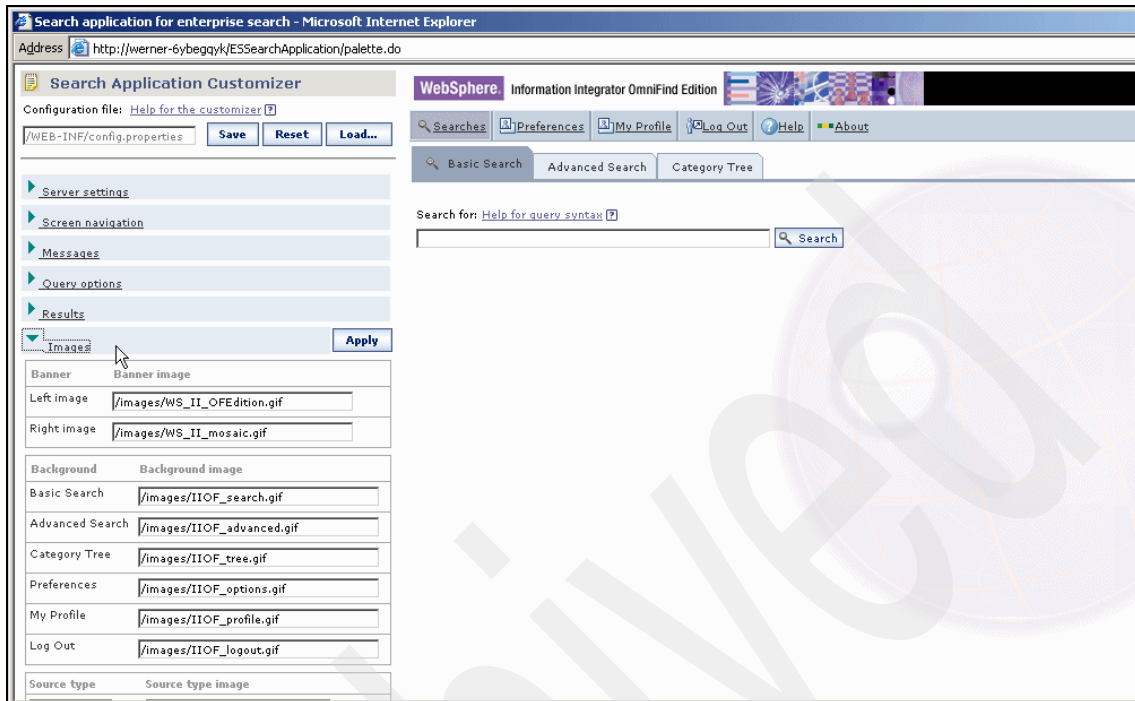 Search application for enterprise search - Microsoft Internet Explorer
Address http://werner-6ybegqyk/ESSearchApplication/palette.do
Search Application Customizer
Configuration file: Help for the customizer ?
/WEB-INF/config.properties Save Reset Load...
Server settings
Screen navigation
Messages
Query options
Results
Images Apply
Banner Banner image
Left image /images/WS_II_OFEdition.gif
Right image /images/WS_II_mosaic.gif
Background Background image
Basic Search /images/IIOF_search.gif
Advanced Search /images/IIOF_advanced.gif
Category Tree /images/IIOF_tree.gif
Preferences /images/IIOF_options.gif
My Profile /images/IIOF_profile.gif
Log Out /images/IIOF_logout.gif
Source type Source type image
WebSphere. Information Integrator OmniFind Edition
Searches Preferences My Profile Log Out ? Help About
Basic Search Advanced Search Category Tree
Search for: Help for query syntax ?
Search